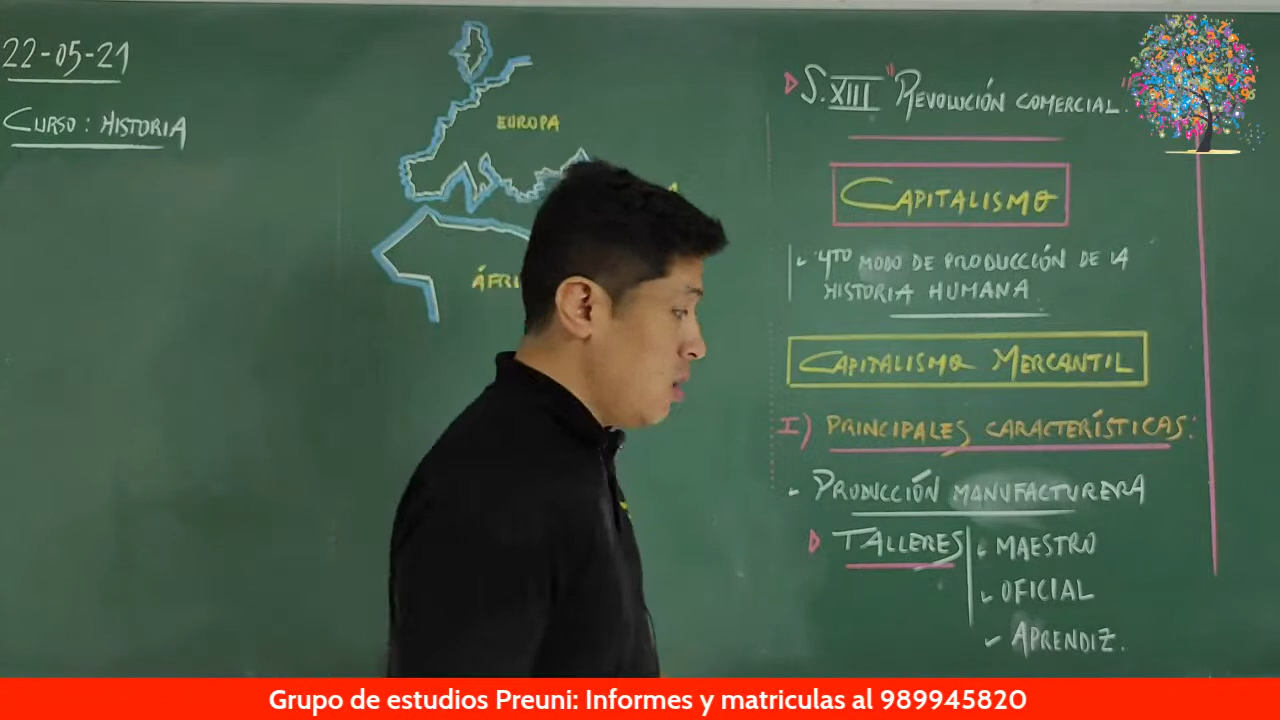 22-05-21
CURSO: HISTORIA
EUROPA
ÁFRI
▷ S. XIII "REVOLUCIÓN COMERCIAL."
CAPITALISMO
4TO MODO DE PRODUCCIÓN DE LA
HISTORIA HUMANA.
CAPITALISMO MERCANTIL
I) PRINCIPALES CARACTERÍSTICAS:
- PRODUCCIÓN MANUFACTURERA
▷ TALLERES
- MAESTRO
- OFICIAL
- APRENDIZ.
Grupo de estudios Preuni: Informes y matriculas al 989945820